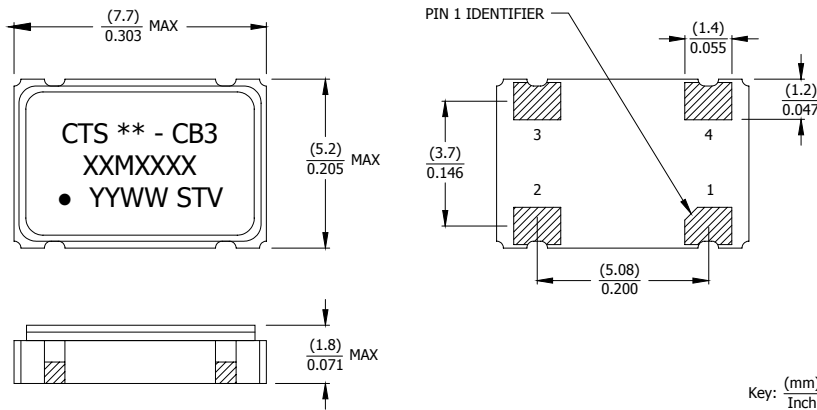 (7.7)
0.303 MAX
CTS ** - CB3
XXMXXXX
• YYWW STV
(5.2)
0.205 MAX
(1.8)
0.071 MAX
PIN 1 IDENTIFIER
(1.4)
0.055
(1.2)
0.047
3
4
(3.7)
0.146
2
1
(5.08)
0.200
Key: (mm)
Inch